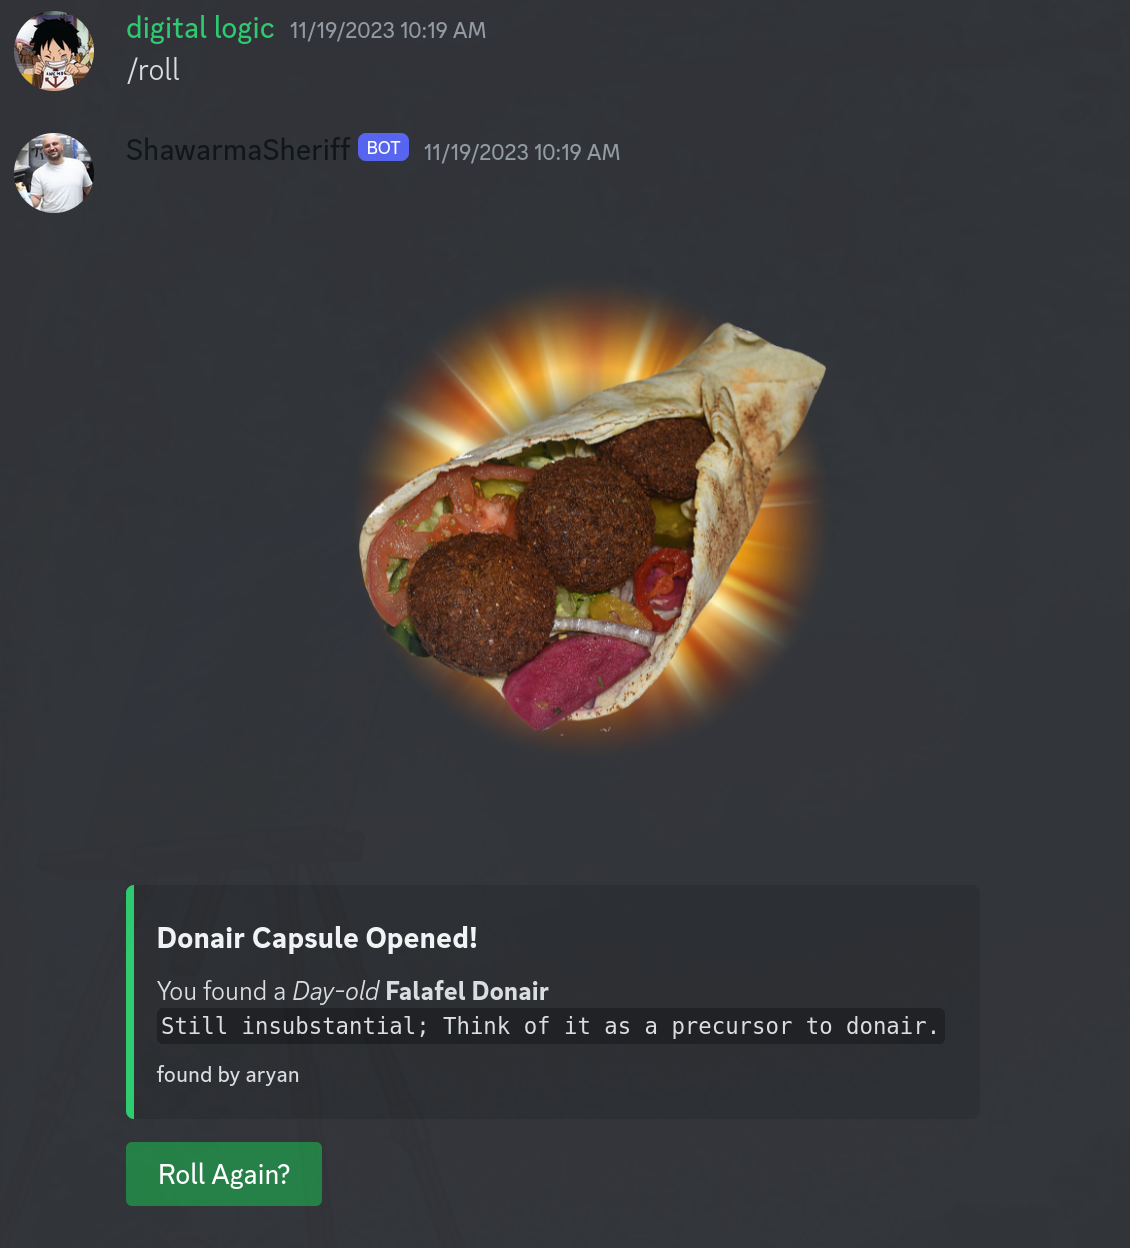 digital logic 11/19/2023 10:19 AM
/roll
ShawarmaSheriff BOT 11/19/2023 10:19 AM
Donair Capsule Opened!
You found a Day-old Falafel Donair
Still insubstantial; Think of it as a precursor to donair.
found by aryan
Roll Again?